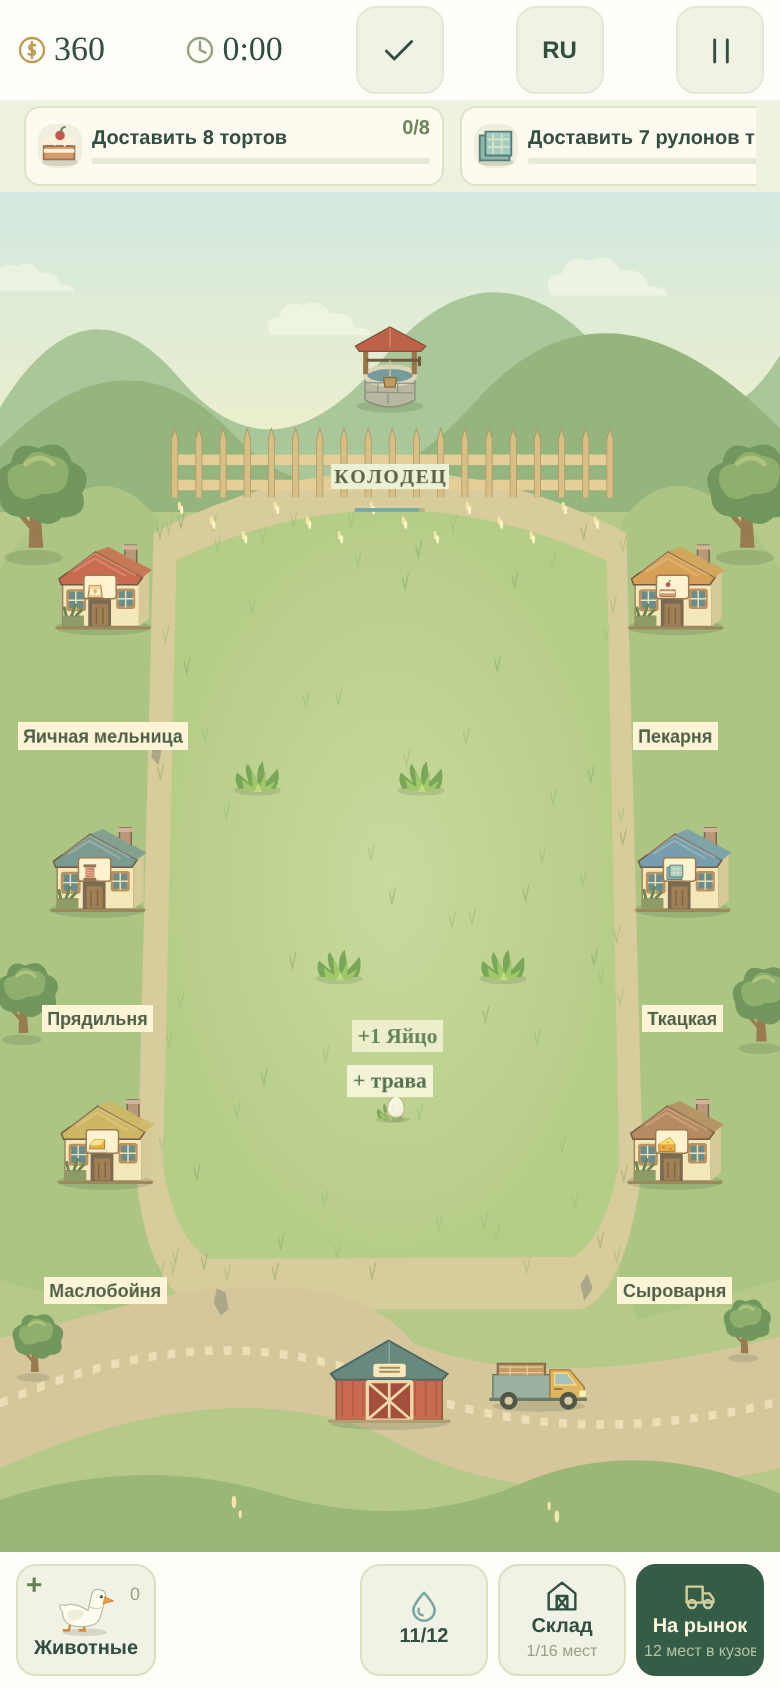 360
0:00
RU
Доставить 8 тортов
0/8
Доставить 7 рулонов т
КОЛОДЕЦ
Яичная мельница
Пекарня
Прядильня
Ткацкая
+1 Яйцо
+ трава
Маслобойня
Сыроварня
+
0
Животные
11/12
Склад
1/16 мест
На рынок
12 мест в кузов